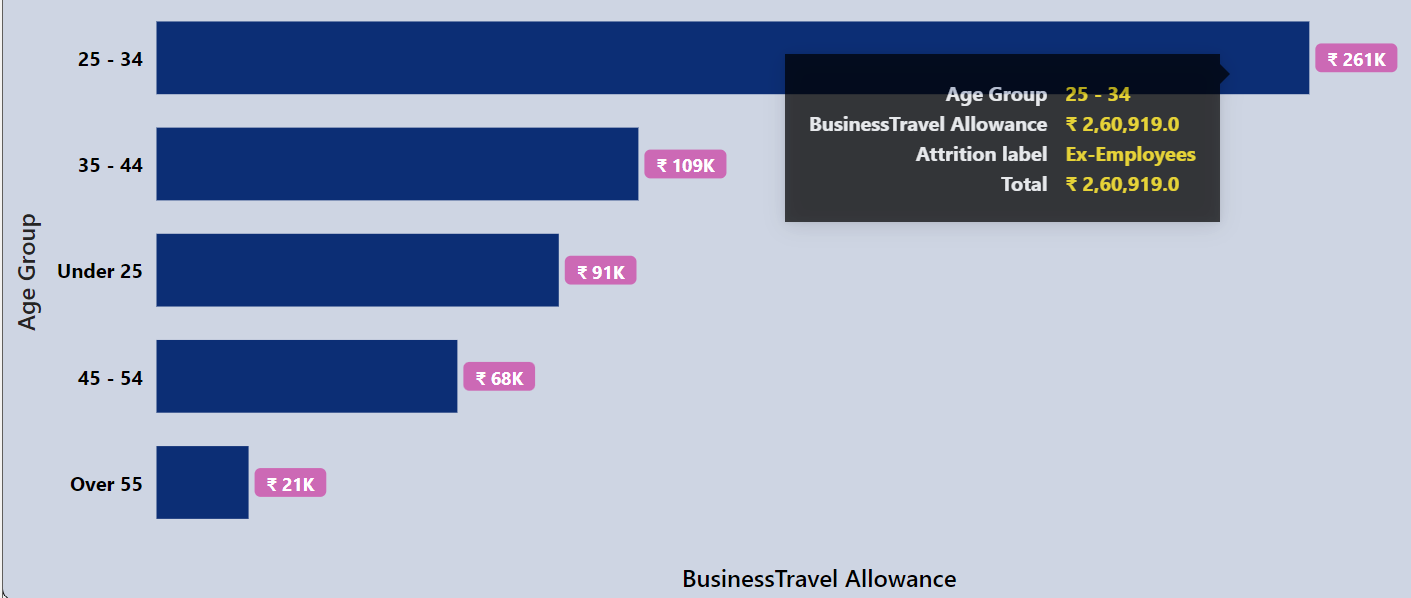 25 - 34
₹ 261K
Age Group 25 - 34
BusinessTravel Allowance ₹ 2,60,919.0
Attrition label Ex-Employees
Total ₹ 2,60,919.0
35 - 44
₹ 109K
Under 25
₹ 91K
45 - 54
₹ 68K
Over 55
₹ 21K
Age Group
BusinessTravel Allowance